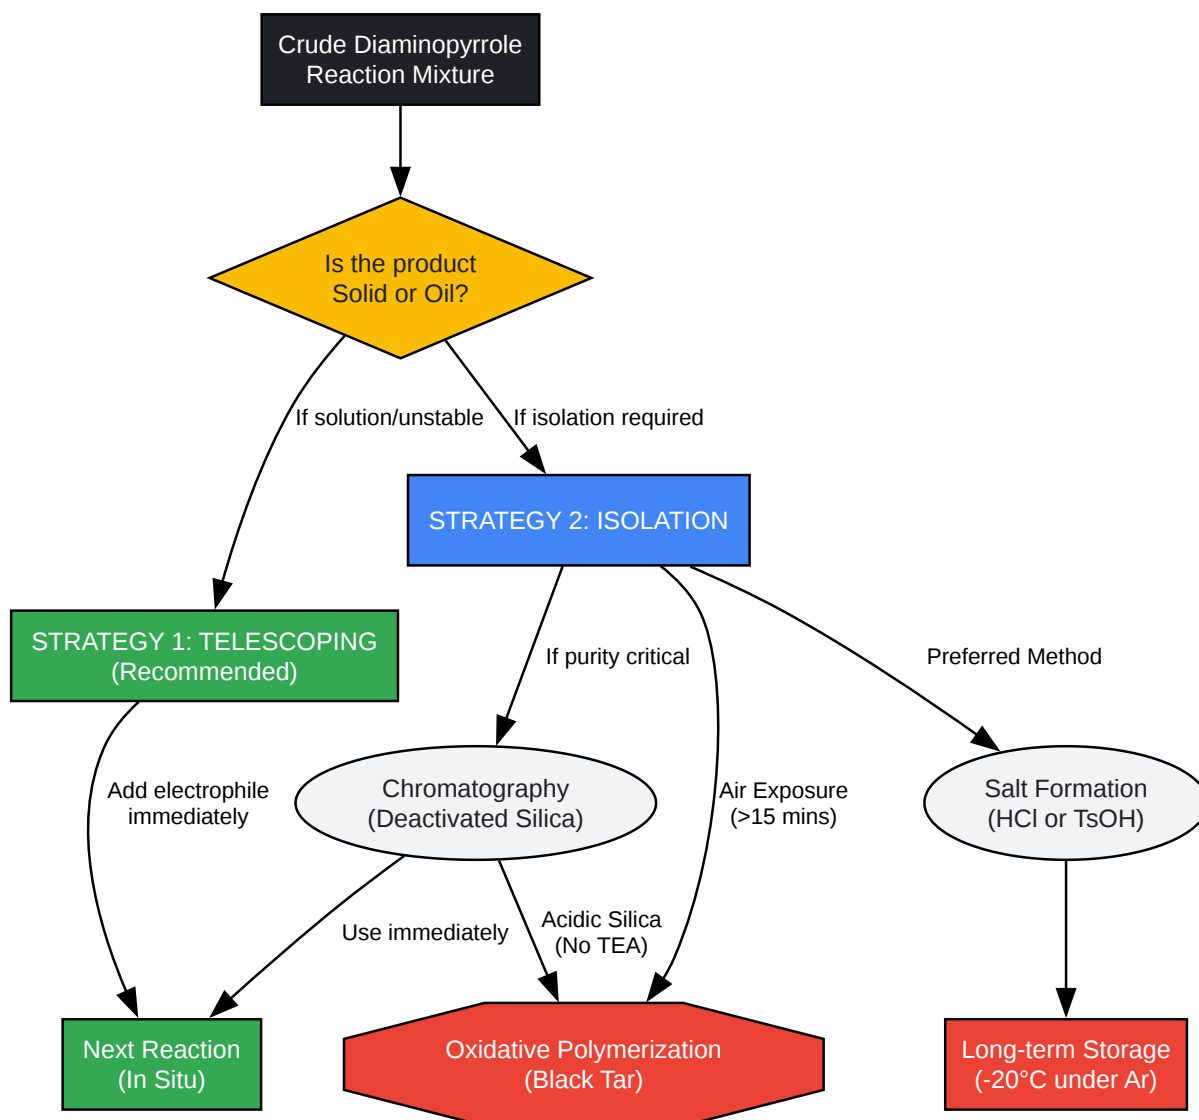 Crude Diaminopyrrole
Reaction Mixture
Is the product
Solid or Oil?
If solution/unstable
If isolation required
STRATEGY 2: ISOLATION
STRATEGY 1: TELESCOPING
(Recommended)
If purity critical
Preferred Method
Add electrophile
immediately
Chromatography
(Deactivated Silica)
Air Exposure
(>15 mins)
Salt Formation
(HCl or TsOH)
Use immediately
Acidic Silica
(No TEA)
Next Reaction
(In Situ)
Oxidative Polymerization
(Black Tar)
Long-term Storage
(-20°C under Ar)